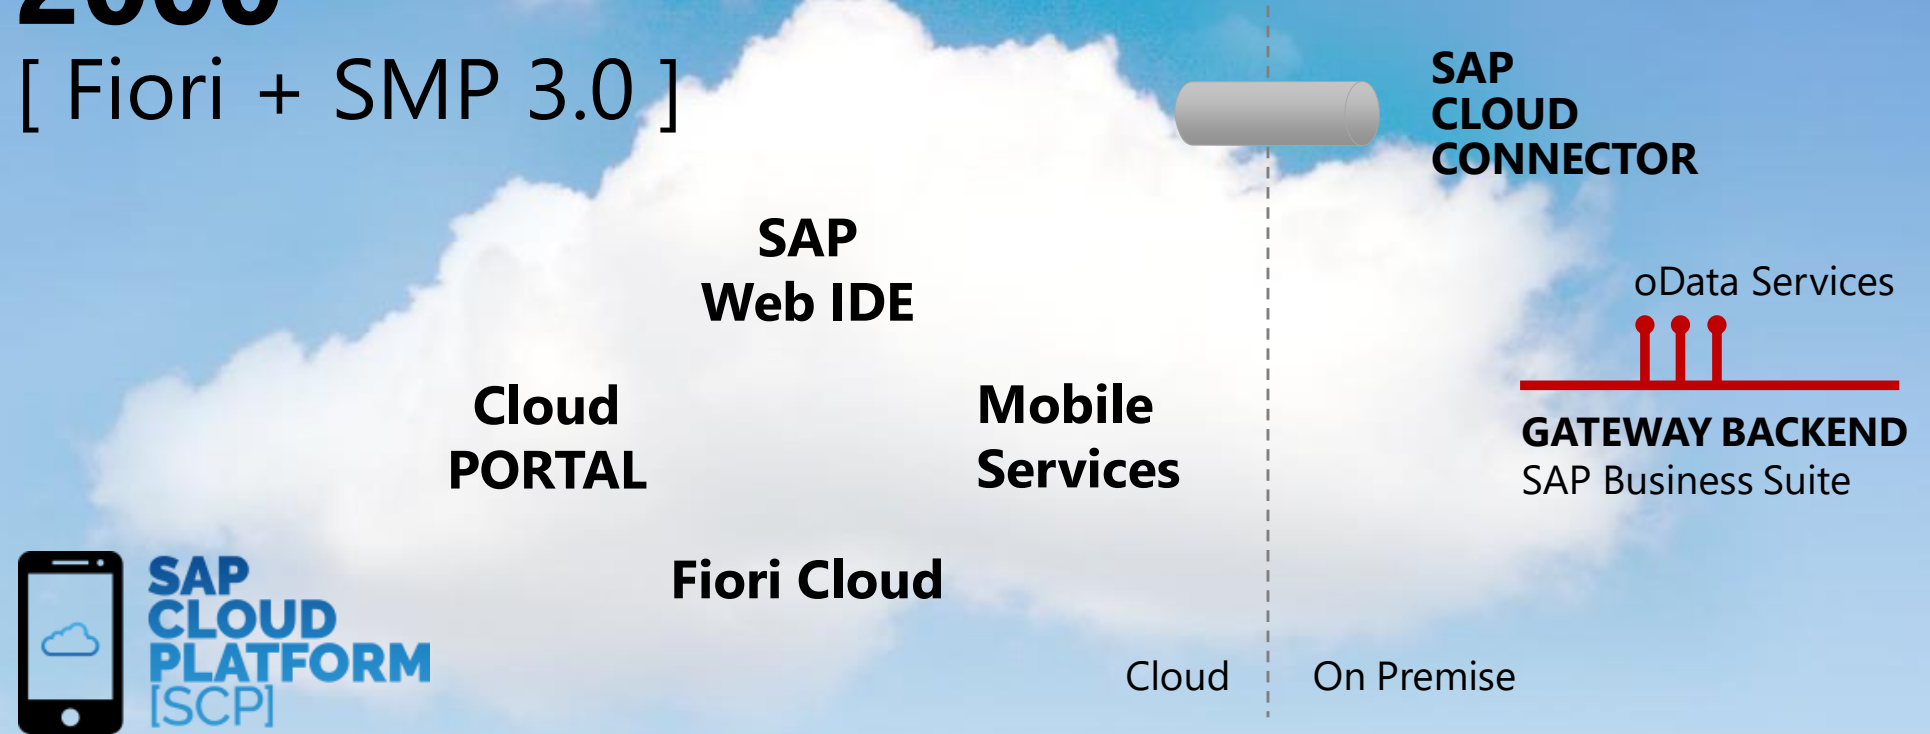 [ Fiori + SMP 3.0 ]
SAP
CLOUD
CONNECTOR
SAP
Web IDE
oData Services
Cloud
PORTAL
Mobile
Services
GATEWAY BACKEND
SAP Business Suite
Fiori Cloud
SAP
CLOUD
PLATFORM
[SCP]
Cloud
On Premise